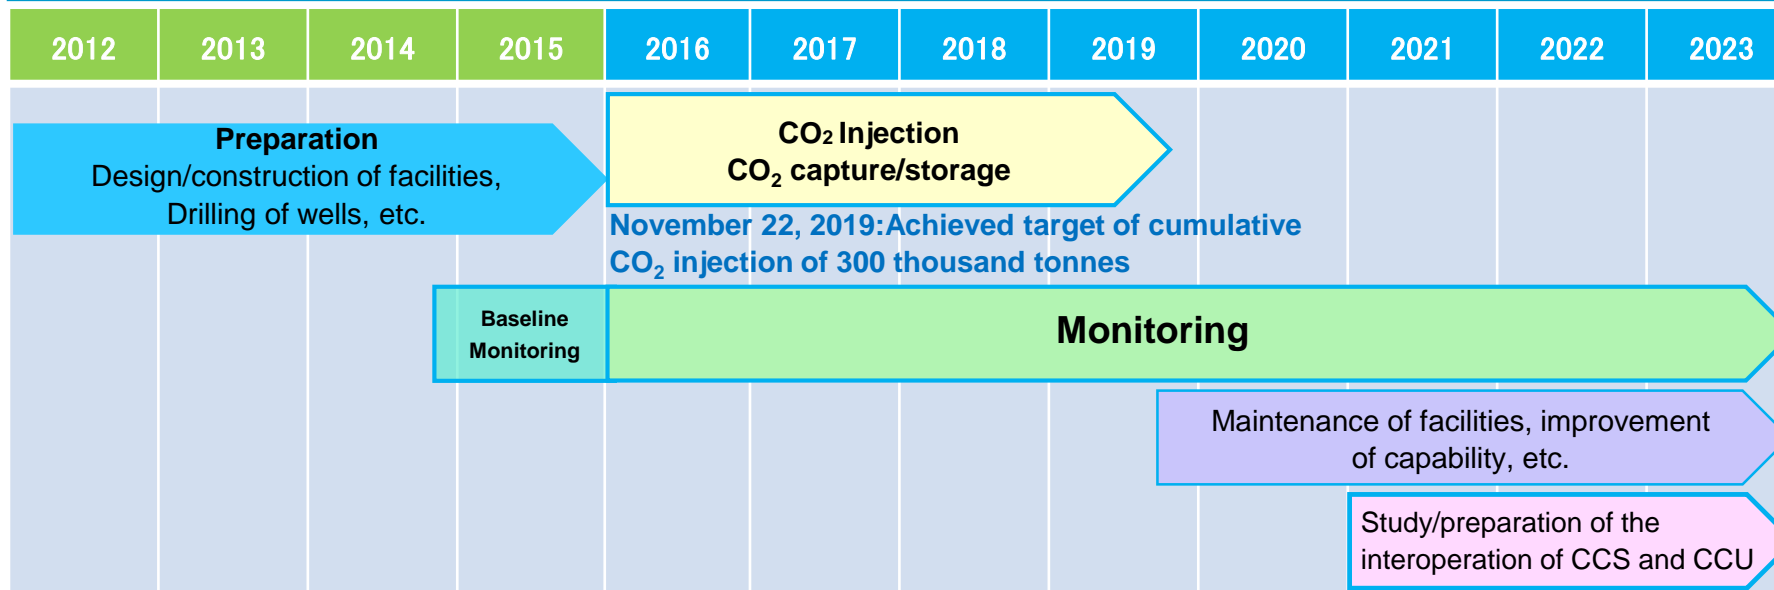 2012 2013 2014 2015 2016 2017 2018 2019 2020 2021 2022 2023
Preparation
Design/construction of facilities,
Drilling of wells, etc.
CO₂ Injection
CO₂ capture/storage
November 22, 2019:Achieved target of cumulative
CO₂ injection of 300 thousand tonnes
Baseline
Monitoring
Monitoring
Maintenance of facilities, improvement
of capability, etc.
Study/preparation of the
interoperation of CCS and CCU